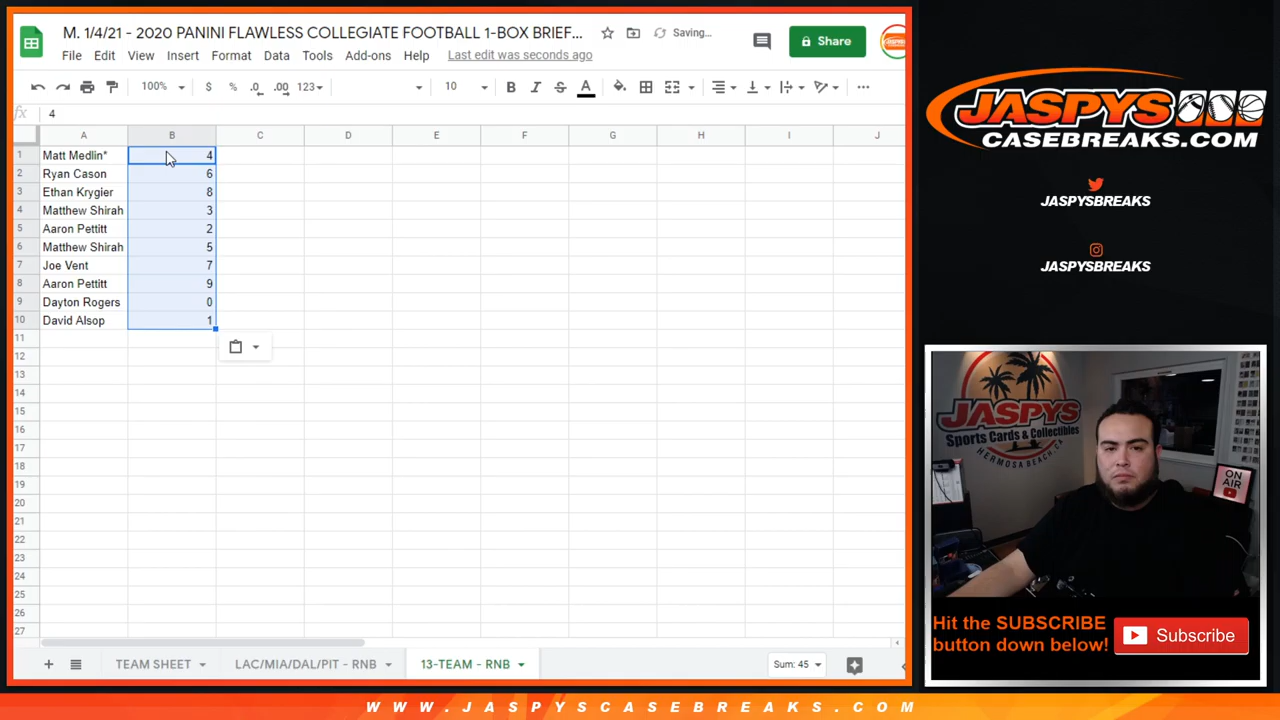 M. 1/4/21 - 2020 PANINI FLAWLESS COLLEGIATE FOOTBALL 1-BOX BRIEF...
Saving...
Share
File Edit View Insert Format Data Tools Add-ons Help Last edit was seconds ago
100% $ % .0 .00 123 10 B I S A
fx 4
A B C D E F G H I J
1 Matt Medlin* 4
2 Ryan Cason 6
3 Ethan Krygier 8
4 Matthew Shirah 3
5 Aaron Pettitt 2
6 Matthew Shirah 5
7 Joe Vent 7
8 Aaron Pettitt 9
9 Dayton Rogers 0
10 David Alsop 1
11
12
13
14
15
16
17
18
19
20
21
22
23
24
25
26
27
TEAM SHEET LAC/MIA/DAL/PIT - RNB 13-TEAM - RNB Sum: 45
JASPYS
CASEBREAKS.COM
JASPYSBREAKS
JASPYSBREAKS
JASPYS
Sports Cards & Collectibles
HERMOSA BEACH, CA
ON
AIR
Hit the SUBSCRIBE
button down below!
Subscribe
WWW.JASPYSCASEBREAKS.COM